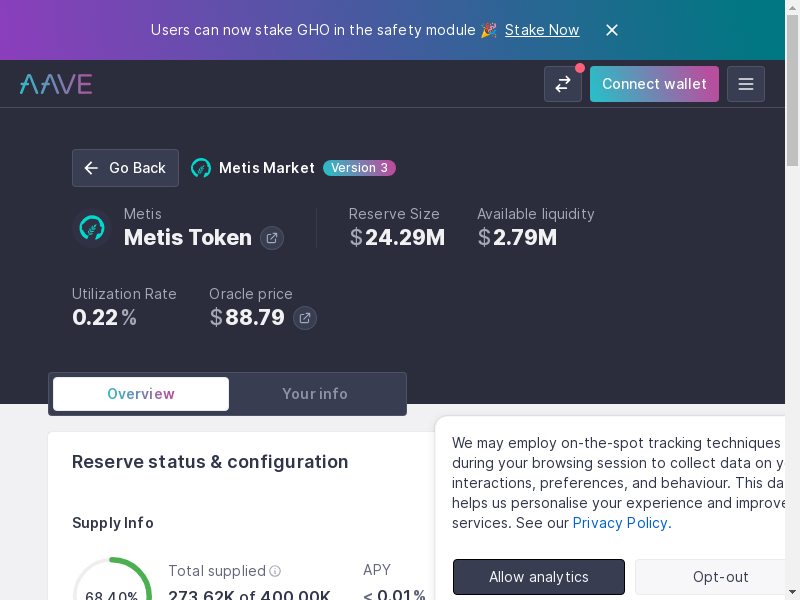 Users can now stake GHO in the safety module 🎉 Stake Now
AAVE
Connect wallet
Go Back
Metis Market
Version 3
Metis
Metis Token
Reserve Size
$24.29M
Available liquidity
$2.79M
Utilization Rate
0.22%
Oracle price
$88.79
Overview
Your info
Reserve status & configuration
Supply Info
68.40%
Total supplied
273.62K of 400.00K
APY
< 0.01%
We may employ on-the-spot tracking techniques
during your browsing session to collect data on
interactions, preferences, and behaviour. This
helps us personalise your experience and improve
services. See our Privacy Policy.
Allow analytics
Opt-out